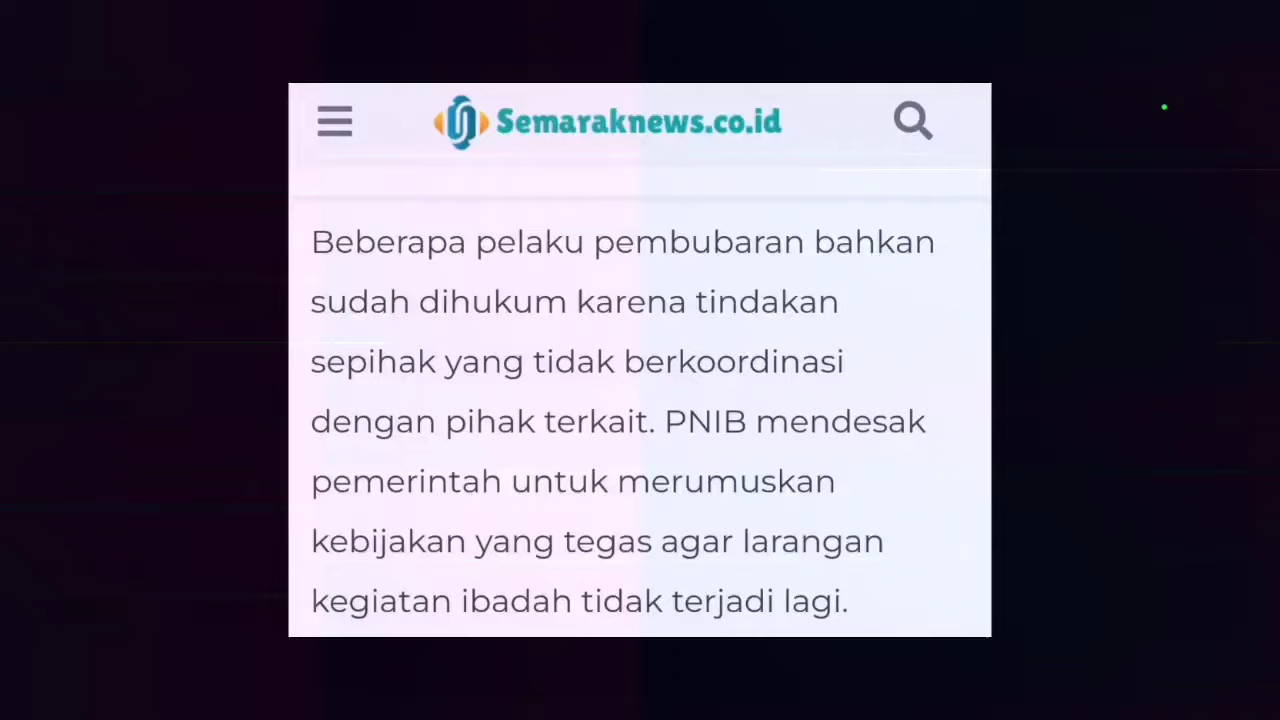 Semaraknews.co.id
Beberapa pelaku pembubaran bahkan
sudah dihukum karena tindakan
sepihak yang tidak berkoordinasi
dengan pihak terkait. PNIB mendesak
pemerintah untuk merumuskan
kebijakan yang tegas agar larangan
kegiatan ibadah tidak terjadi lagi.